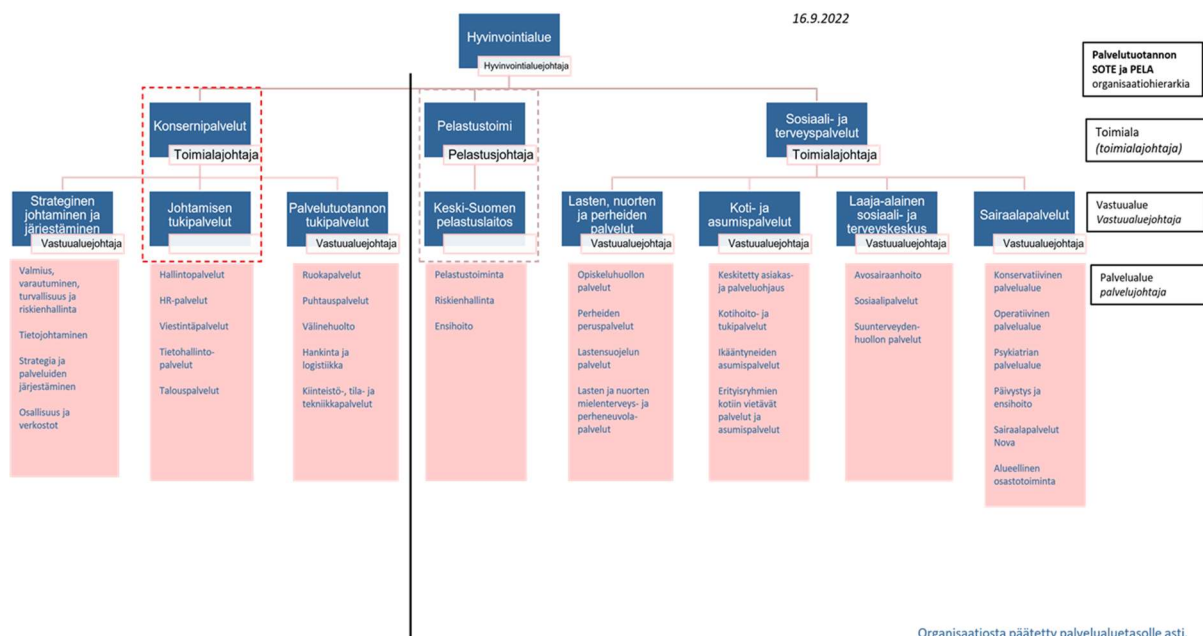 16.9.2022
Hyvinvointialue
Hyvinvointialuejohtaja
Palvelutuotannon
SOTE ja PELA
organisaatiohierarkia
Konsernipalvelut
Toimialajohtaja
Pelastustoimi
Pelastusjohtaja
Sosiaali- ja
terveyspalvelut
Toimialajohtaja
Toimiala
(toimialajohtaja)
Strateginen
johtaminen ja
järjestäminen
Vastuualuejohtaja
Johtamisen
tukipalvelut
Palvelutuotannon
tukipalvelut
Vastuualuejohtaja
Keski-Suomen
pelastuslaitos
Lasten, nuorten
ja perheiden
palvelut
Vastuualuejohtaja
Koti- ja
asumispalvelut
Vastuualuejohtaja
Laaja-alainen
sosiaali- ja
terveyskeskus
Vastuualuejohtaja
Sairaalapalvelut
Vastuualuejohtaja
Vastuualue
Vastuualuejohtaja
Valmius,
varautuminen,
turvallisuus ja
riskienhallinta
Tietojohtaminen
Strategia ja
palveluiden
järjestäminen
Osallisuus ja
verkostot
Hallintopalvelut
HR-palvelut
Viestintäpalvelut
Tietohallinto-
palvelut
Talouspalvelut
Ruokapalvelut
Puhtauspalvelut
Välinehuolto
Hankinta ja
logistiikka
Kiinteistö-, tila- ja
tekniikkapalvelut
Pelastustoiminta
Riskienhallinta
Ensihoito
Opiskeluhuollon
palvelut
Perheiden
peruspalvelut
Lastensuojelun
palvelut
Lasten ja nuorten
mielenterveys- ja
perheneuvola-
palvelut
Keskitetty asiakas-
ja palveluohjaus
Kotihoito- ja
tukipalvelut
Ikääntyneiden
asumispalvelut
Erityisryhmien
kotiin vietävät
palvelut ja
asumispalvelut
Avosairaanhoito
Sosiaalipalvelut
Suunterveyden-
huollon palvelut
Konservatiivinen
palvelualue
Operatiivinen
palvelualue
Psykiatrian
palvelualue
Päivystys ja
ensihoito
Sairaalapalvelut
Nova
Alueellinen
osastotoiminta
Palvelualue
palvelujohtaja
Organisaatiosta päätetty palvelualuetasolle asti